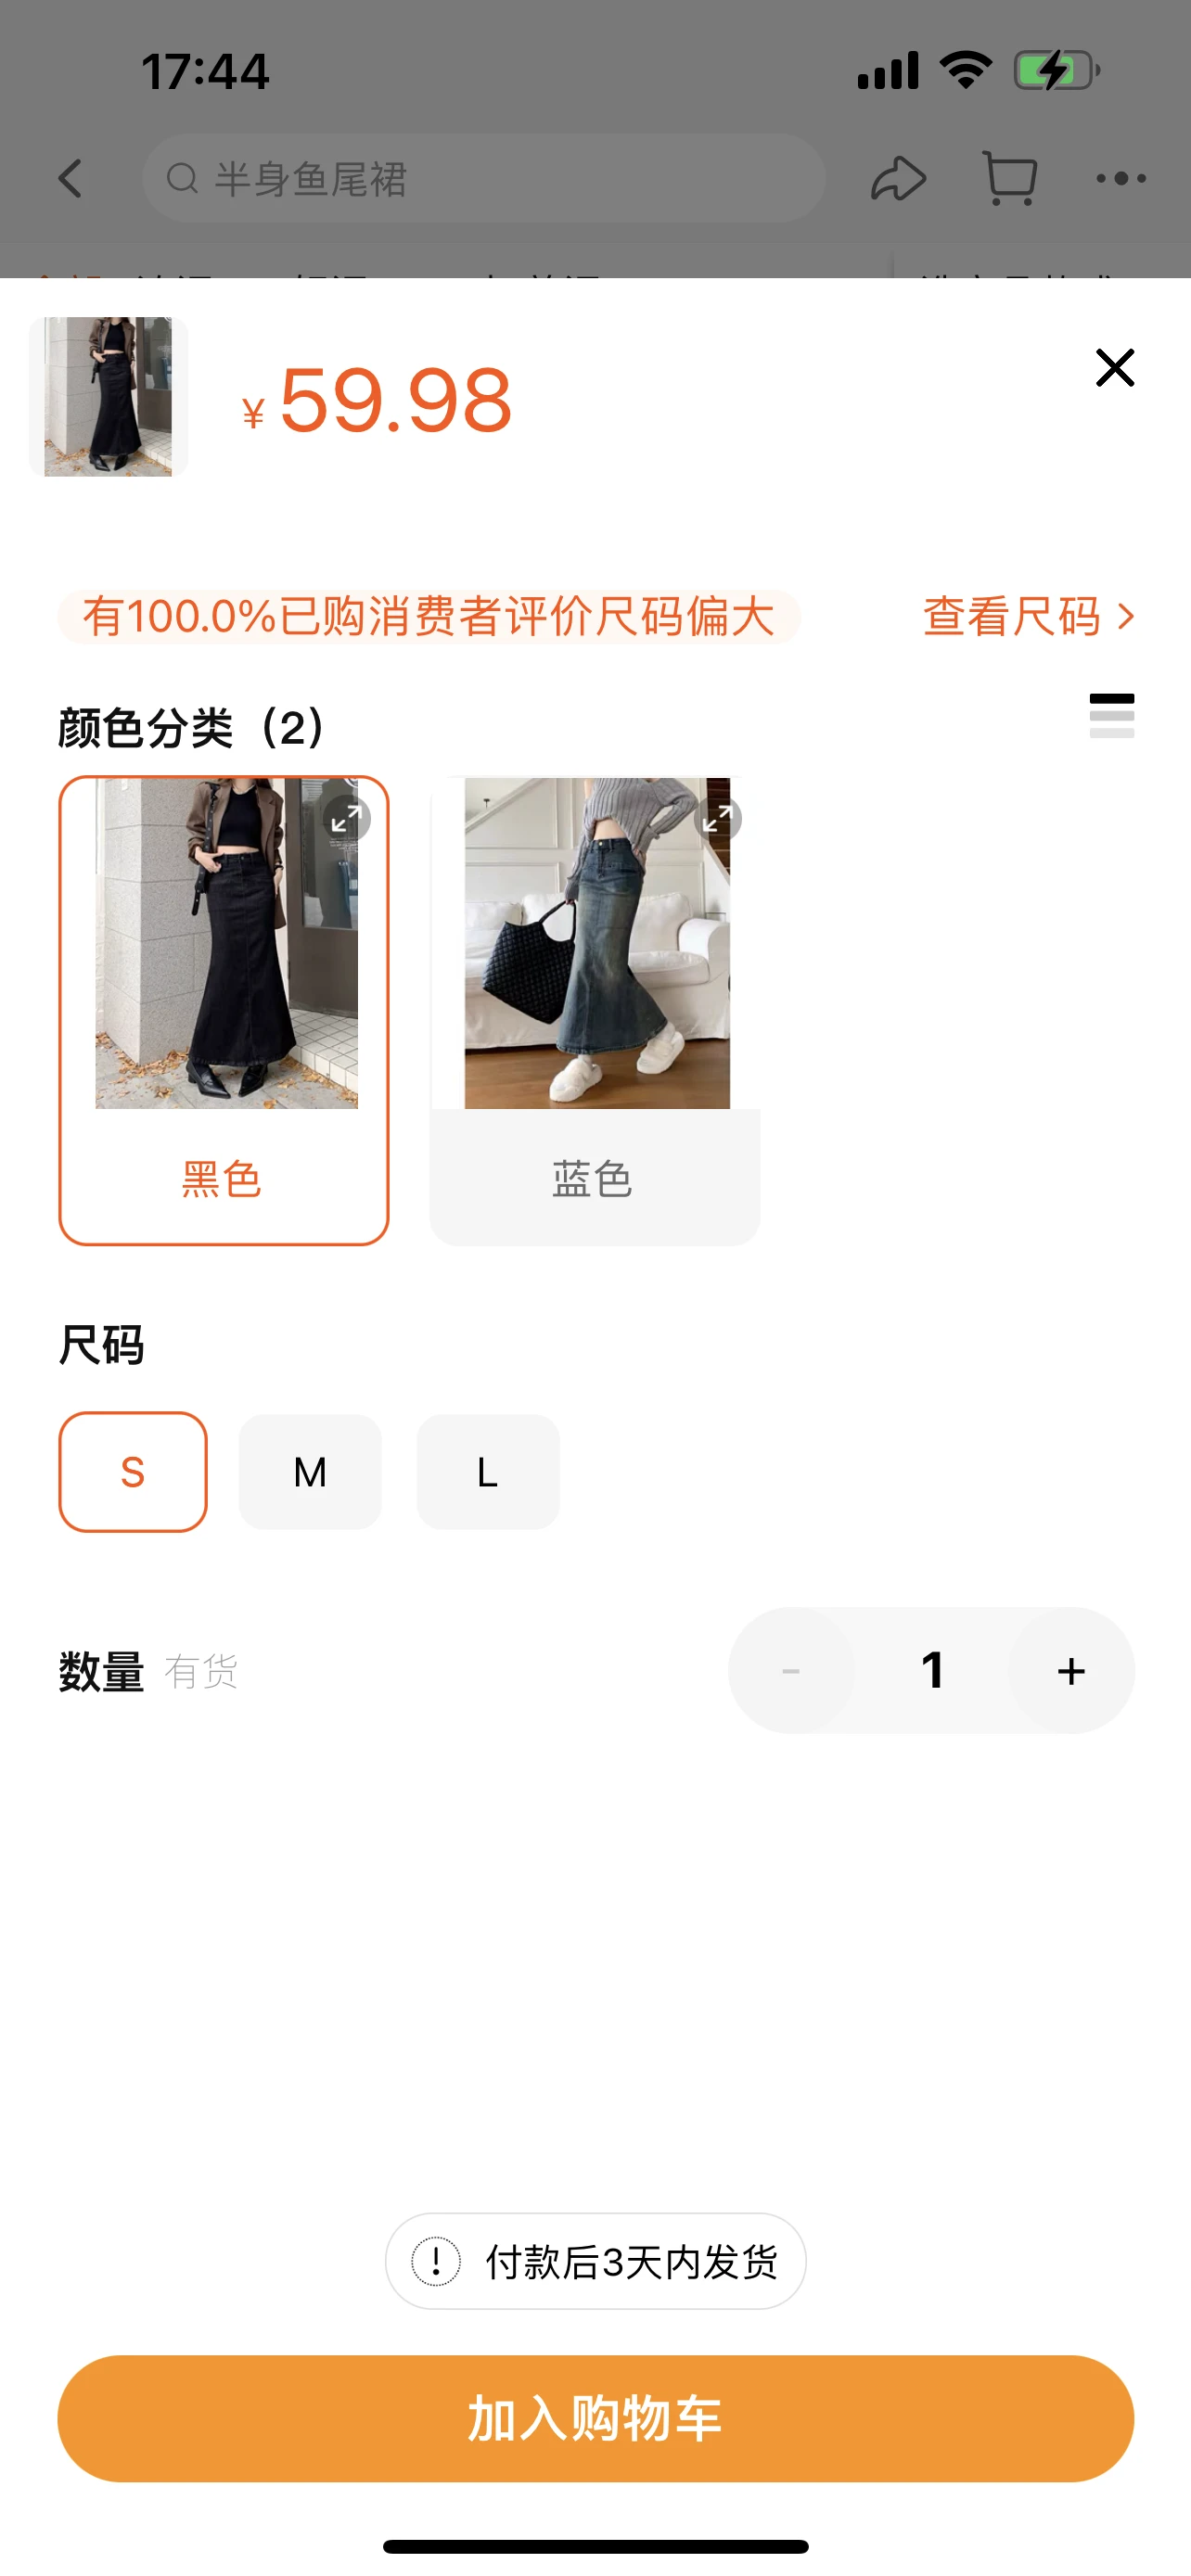 17:44
半身鱼尾裙
¥59.98
有100.0%已购消费者评价尺码偏大
查看尺码 >
颜色分类（2）
黑色
蓝色
尺码
S
M
L
数量 有货
- 1 +
付款后3天内发货
加入购物车